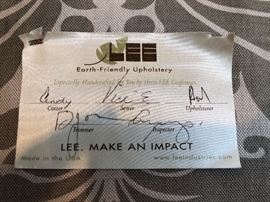 LEE
Earth-Friendly Upholstery
Especially Handcrafted For You by these LEE Craftsmen
Andy
Cutter Sewer Upholsterer
Trimmer Inspector
LEE. MAKE AN IMPACT
Made in the USA www.leeindustries.com